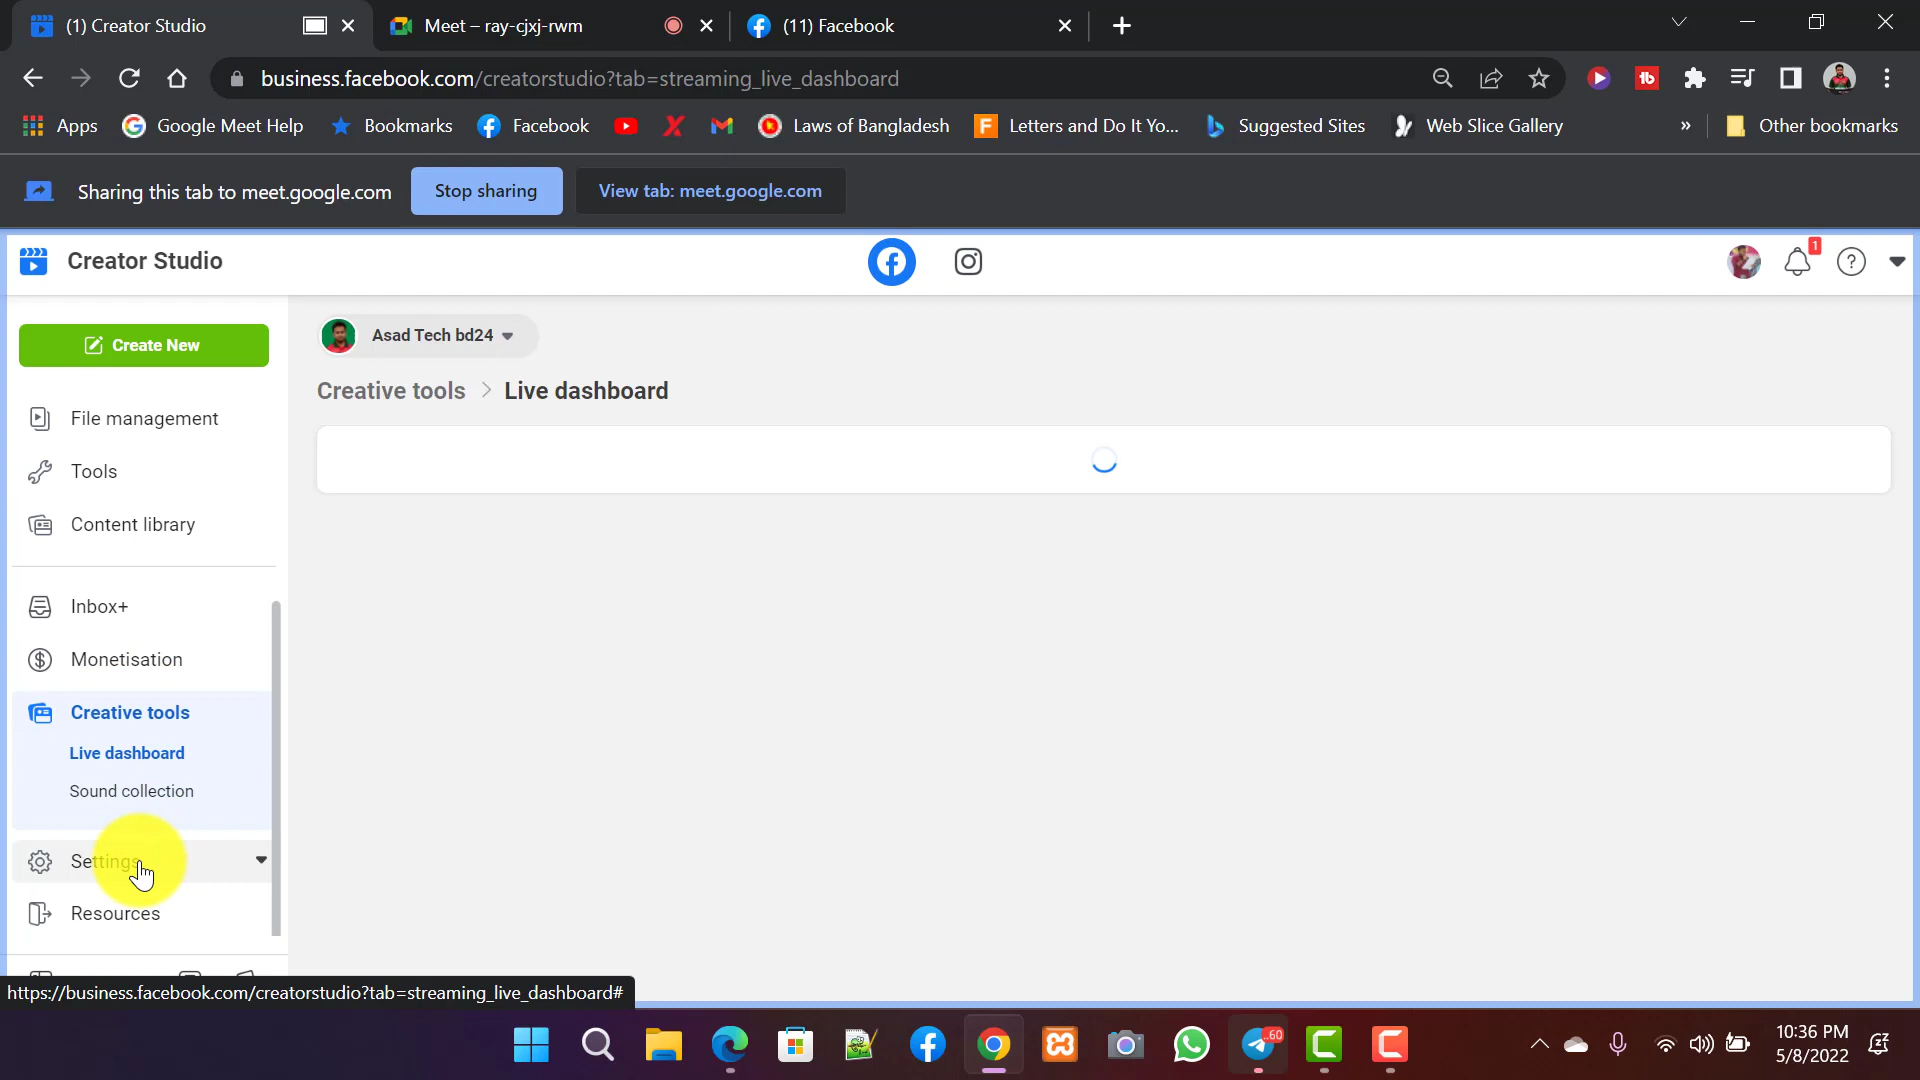 (1) Creator Studio
Meet – ray-cjxj-rwm
(11) Facebook
business.facebook.com/creatorstudio?tab=streaming_live_dashboard
Apps
Google Meet Help
Bookmarks
Facebook
Laws of Bangladesh
Letters and Do It Yo...
Suggested Sites
Web Slice Gallery
»
Other bookmarks
Sharing this tab to meet.google.com
Stop sharing
View tab: meet.google.com
Creator Studio
1
Create New
Asad Tech bd24
Creative tools > Live dashboard
File management
Tools
Content library
Inbox+
Monetisation
Creative tools
Live dashboard
Sound collection
Settings
Resources
https://business.facebook.com/creatorstudio?tab=streaming_live_dashboard#
..60
10:36 PM
5/8/2022